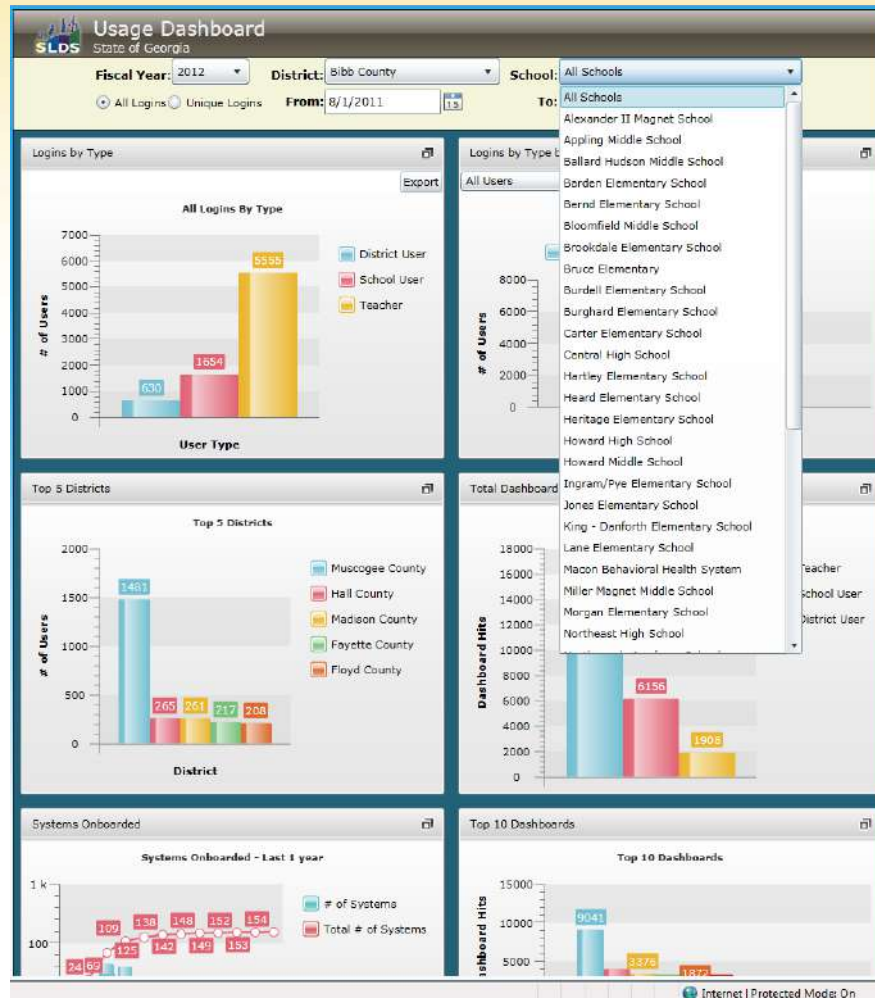 Usage Dashboard
SLDS
State of Georgia
Fiscal Year: 2012 District: Bibb County School: All Schools
All Logins Unique Logins From: 8/1/2011 15 To:
All Schools
Alexander II Magnet School
Appling Middle School
Ballard Hudson Middle School
Barden Elementary School
Bernd Elementary School
Bloomfield Middle School
Brookdale Elementary School
Bruce Elementary
Burdell Elementary School
Burghard Elementary School
Carter Elementary School
Central High School
Hartley Elementary School
Heard Elementary School
Heritage Elementary School
Howard High School
Howard Middle School
Ingram/Pye Elementary School
Jones Elementary School
King - Danforth Elementary School
Lane Elementary School
Macon Behavioral Health System
Miller Magnet Middle School
Morgan Elementary School
Northeast High School
Logins by Type
Export
All Logins By Type
7000
6000
5000
4000
3000
2000
1000
0
# of Users
630
1654
5555
District User
School User
Teacher
User Type
Logins by Type
All Users
8000
6000
4000
2000
0
# of Users
Top 5 Districts
Top 5 Districts
2000
1500
1000
500
0
# of Users
1481
265
261
217
208
Muscogee County
Hall County
Madison County
Fayette County
Floyd County
District
Total Dashboard
18000
16000
14000
12000
10000
8000
6000
4000
2000
0
Dashboard Hits
6156
1908
Teacher
School User
District User
Systems Onboarded
Systems Onboarded - Last 1 year
1 k
100
24
69
109
125
138
142
148
149
152
153
154
# of Systems
Total # of Systems
Top 10 Dashboards
Top 10 Dashboards
15000
10000
5000
shboard Hits
9041
3376
1872
Internet | Protected Mode: On